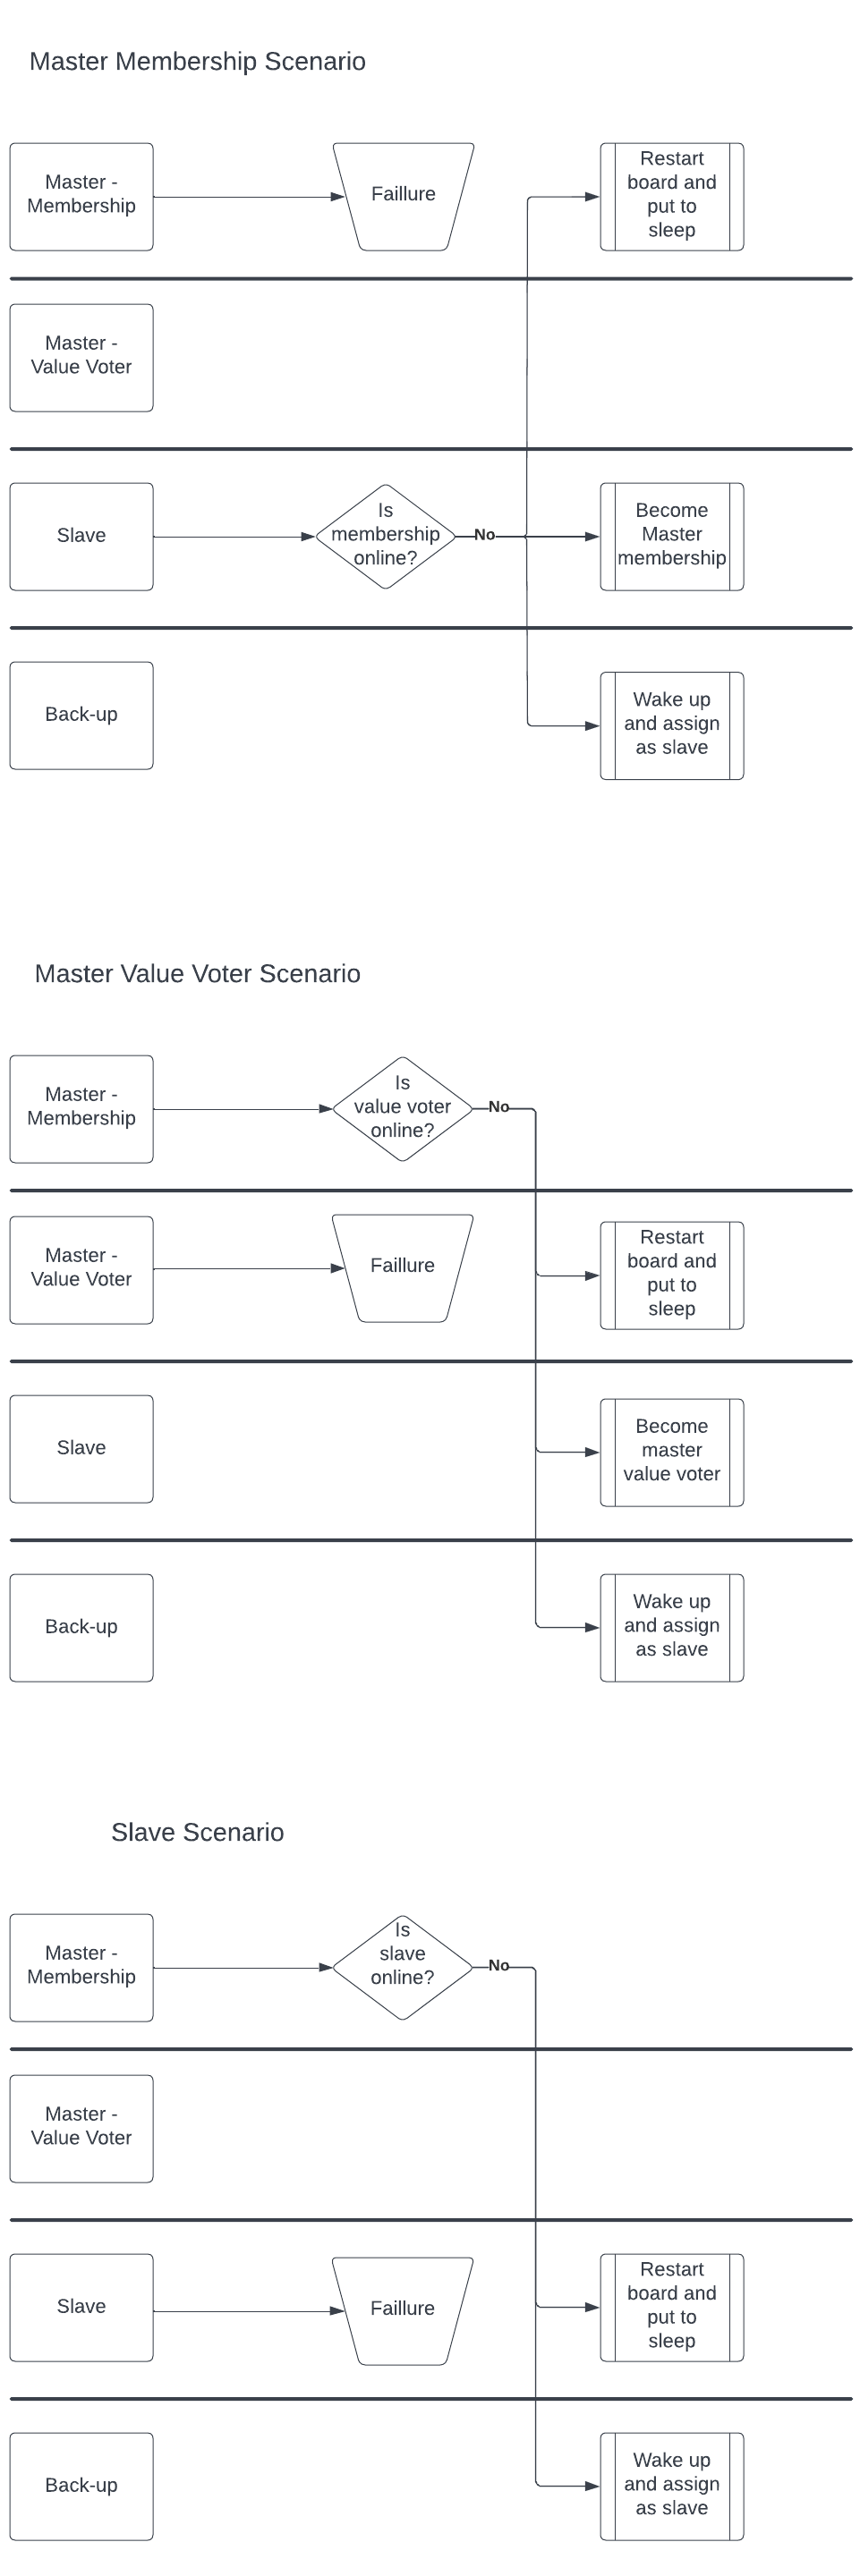 Master Membership Scenario
Master -
Membership
Faillure
Restart
board and
put to
sleep
Master -
Value Voter
Slave
Is
membership
online?
No
Become
Master
membership
Back-up
Wake up
and assign
as slave
Master Value Voter Scenario
Master -
Membership
Is
value voter
online?
No
Master -
Value Voter
Faillure
Restart
board and
put to
sleep
Slave
Become
master
value voter
Back-up
Wake up
and assign
as slave
Slave Scenario
Master -
Membership
Is
slave
online?
No
Master -
Value Voter
Slave
Faillure
Restart
board and
put to
sleep
Back-up
Wake up
and assign
as slave